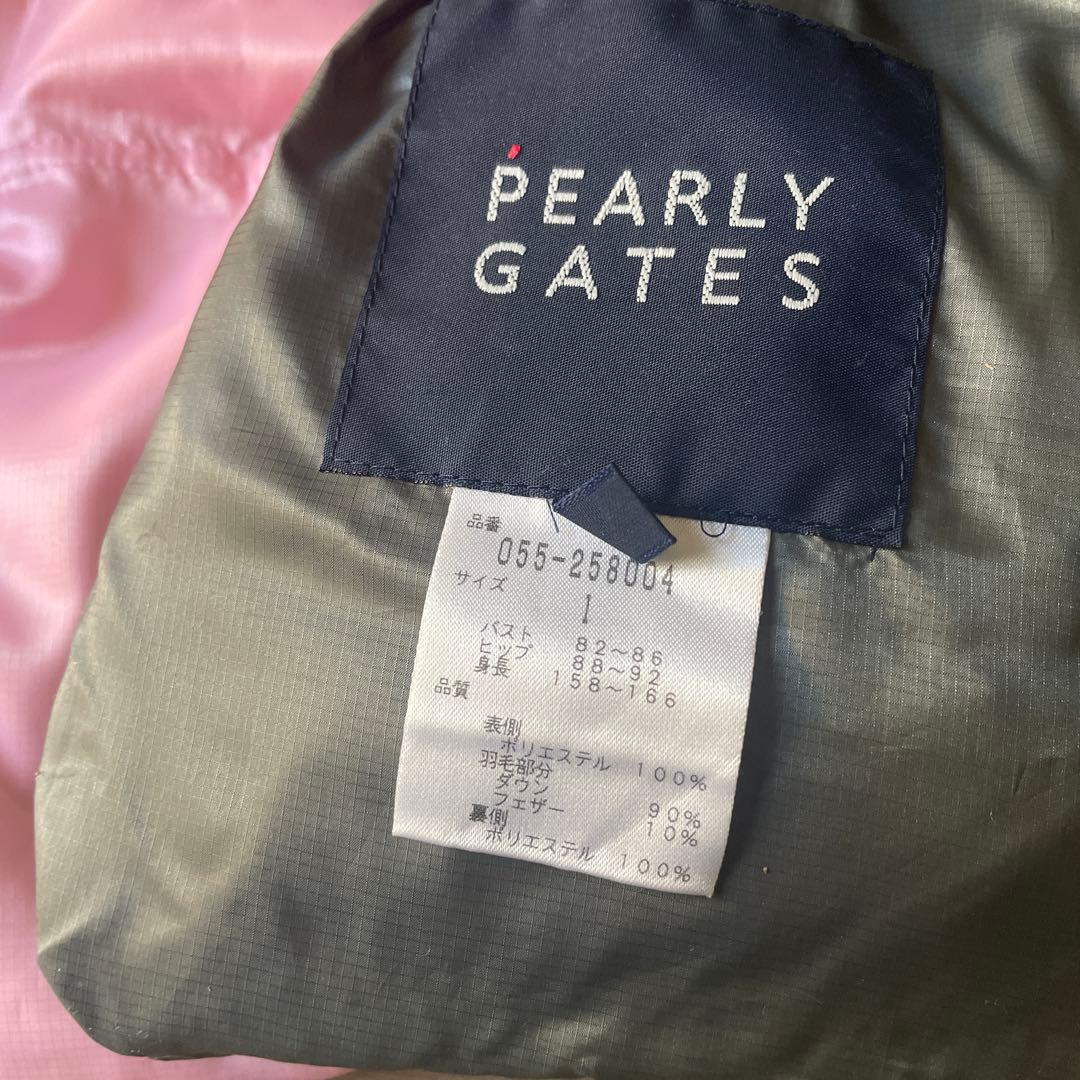 PEARLY
GATES
品番
055-258004
サイズ
1
バスト 82~86
ヒップ 88~92
身長 158~166
品質
表側
ポリエステル 100%
羽毛部分
ダウン 90%
フェザー 10%
裏側
ポリエステル 100%